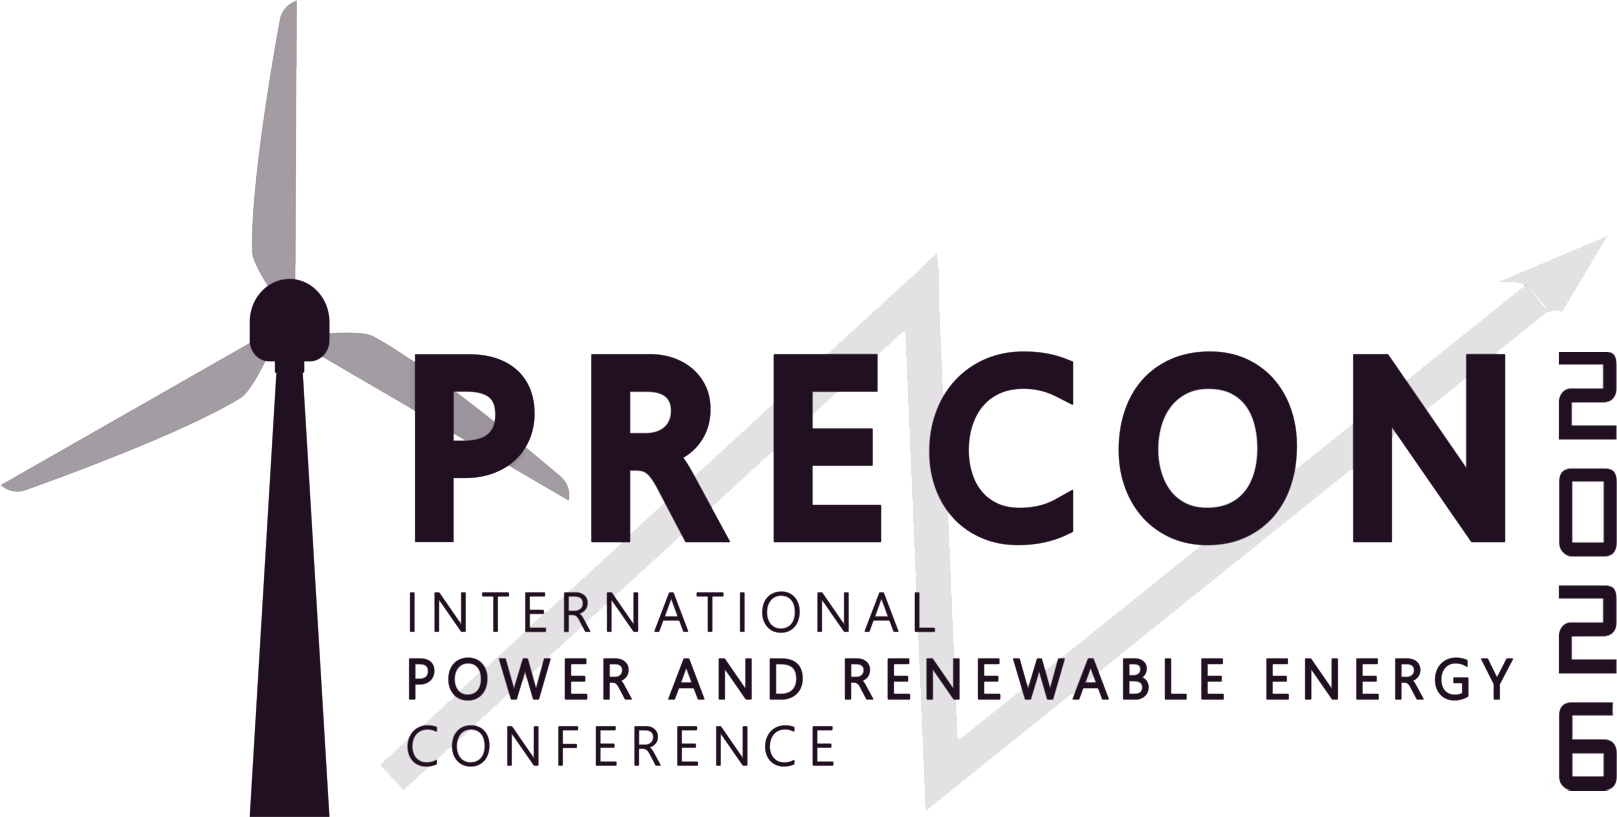 PRECON
INTERNATIONAL
POWER AND RENEWABLE ENERGY
CONFERENCE
2026